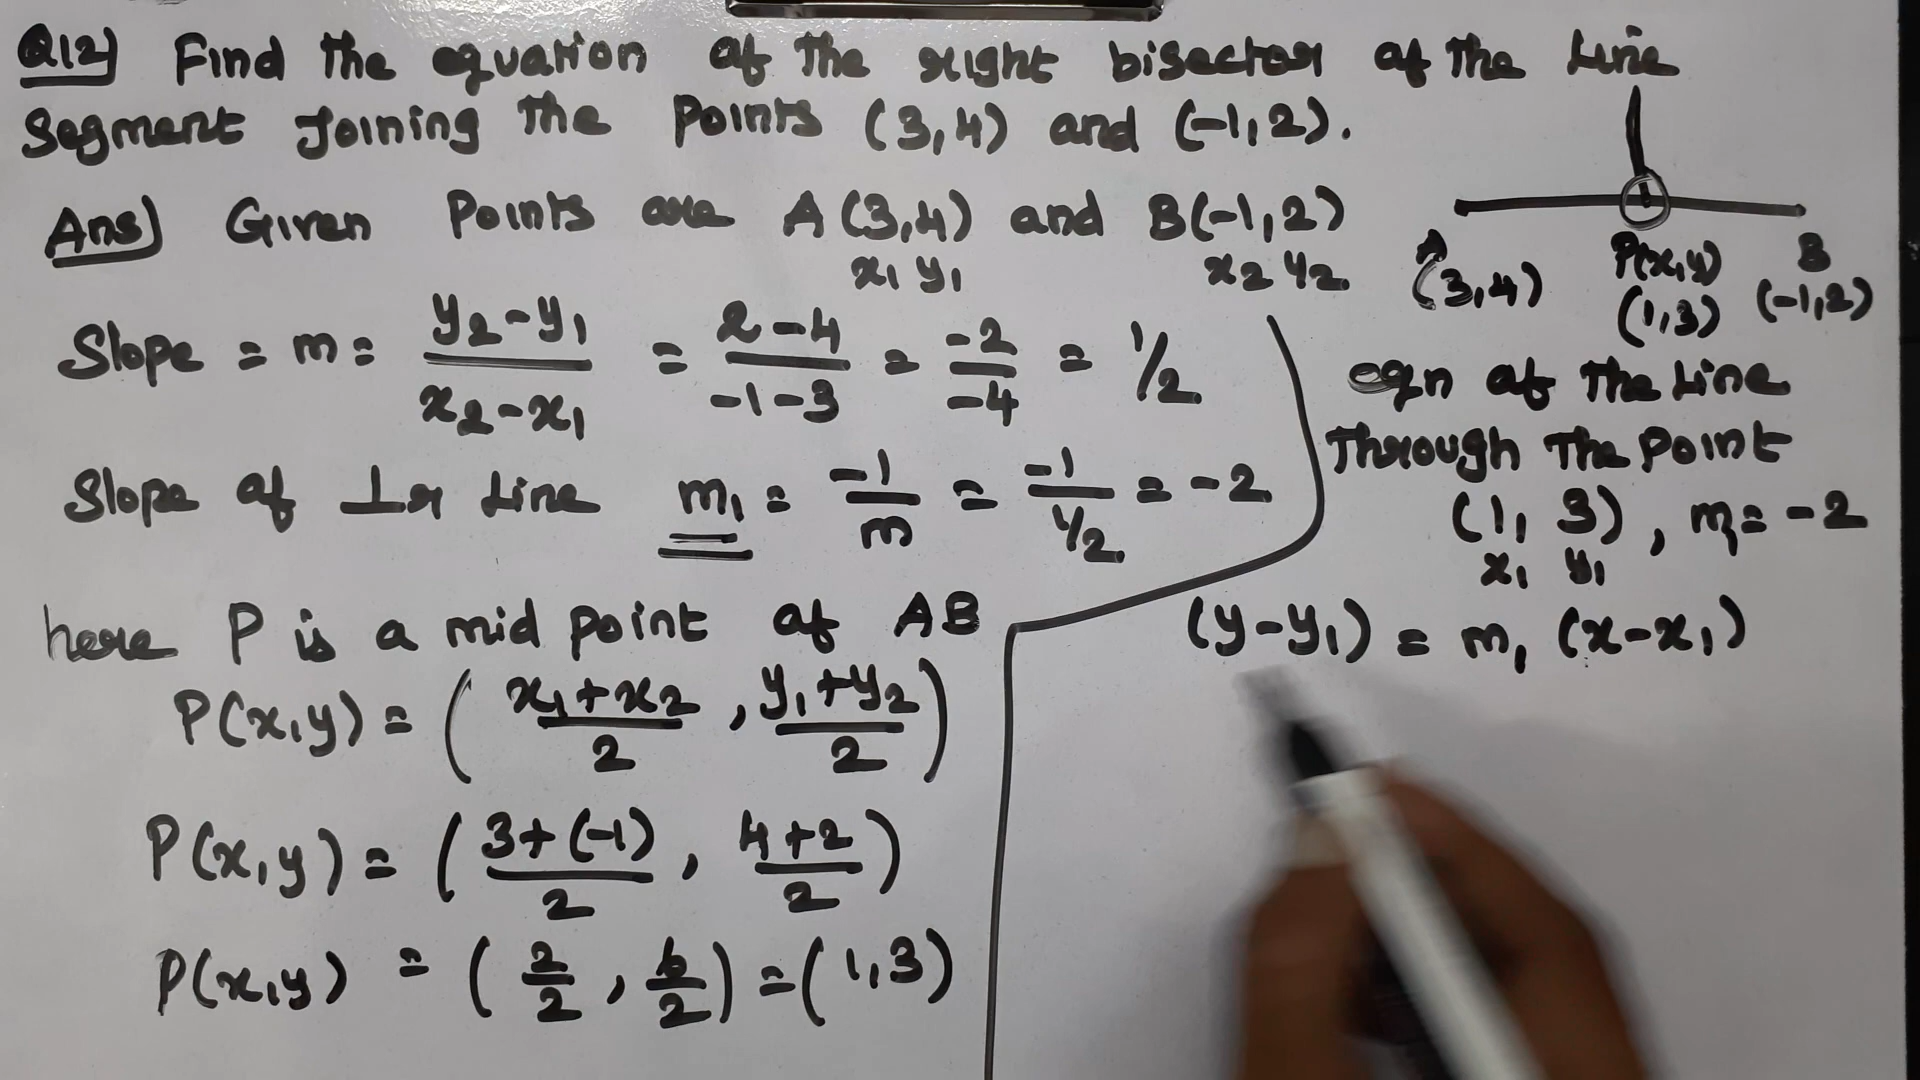 Q12) Find the equation of the right bisector of the line
Segment Joining the Points (3,4) and (-1,2).
Ans) Given Points are A(3,4) and B(-1,2)
x1 y1 x2 y2
Slope = m = y2-y1/x2-x1 = 2-4/-1-3 = -2/-4 = 1/2
Slope of ⊥r line m1 = -1/m = -1/1/2 = -2
here P is a mid point of AB
P(x,y) = (x1+x2/2, y1+y2/2)
P(x,y) = (3+(-1)/2, 4+2/2)
P(x,y) = (2/2, 6/2) = (1,3)
A P(x,y) B
(3,4) (1,3) (-1,2)
eqn of the Line
Through The Point
(1, 3), m1 = -2
x1 y1
(y-y1) = m1 (x-x1)